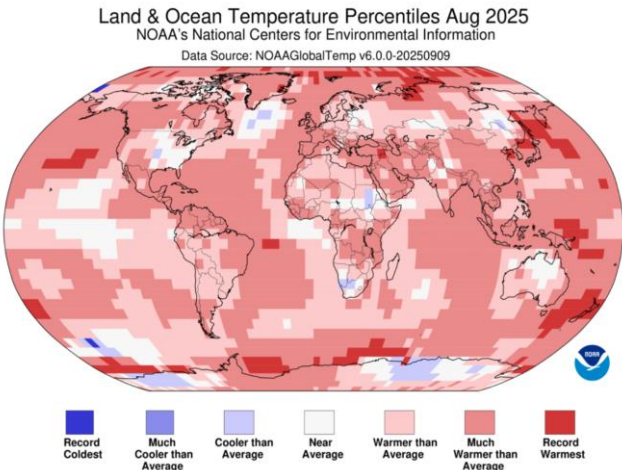 Land & Ocean Temperature Percentiles Aug 2025
NOAA's National Centers for Environmental Information
Data Source: NOAAGlobalTemp v6.0.0-20250909
NOAA
Record
Coldest
Much
Cooler than
Average
Cooler than
Average
Near
Average
Warmer than
Average
Much
Warmer than
Average
Record
Warmest